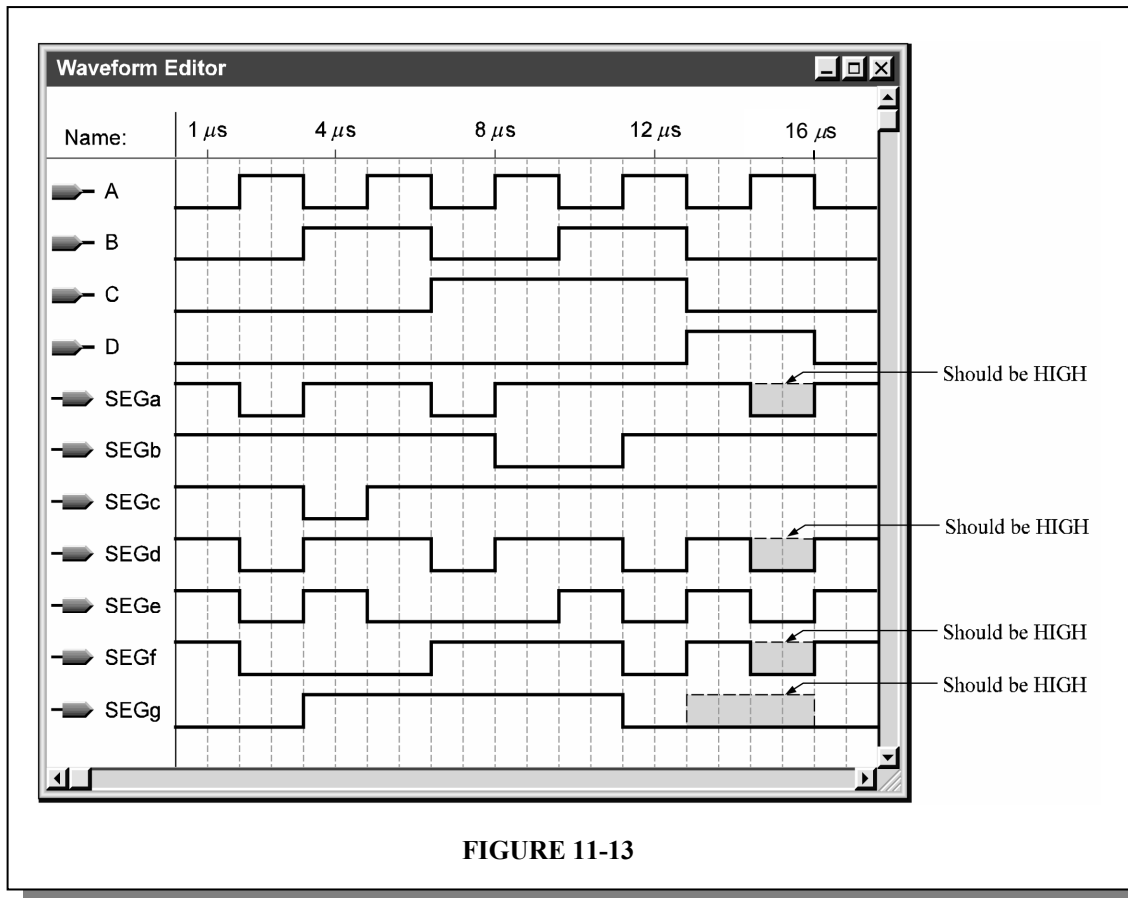 Waveform Editor
Name:
1 μs 4 μs 8 μs 12 μs 16 μs
A
B
C
D
Should be HIGH
SEGa
SEGb
SEGc
Should be HIGH
SEGd
SEGe
Should be HIGH
SEGf
Should be HIGH
SEGg
FIGURE 11-13